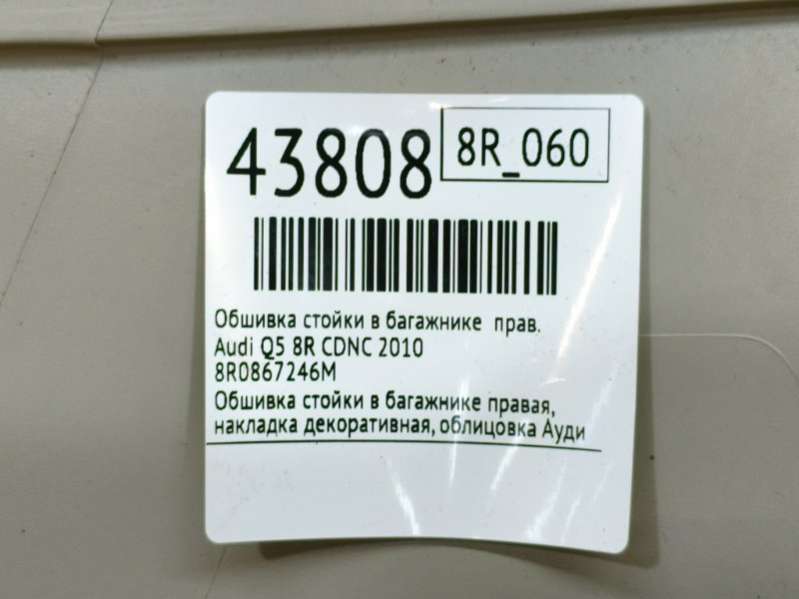 43808
8R_060
Обшивка стойки в багажнике прав.
Audi Q5 8R CDNC 2010
8R0867246M
Обшивка стойки в багажнике правая,
накладка декоративная, облицовка Ауди